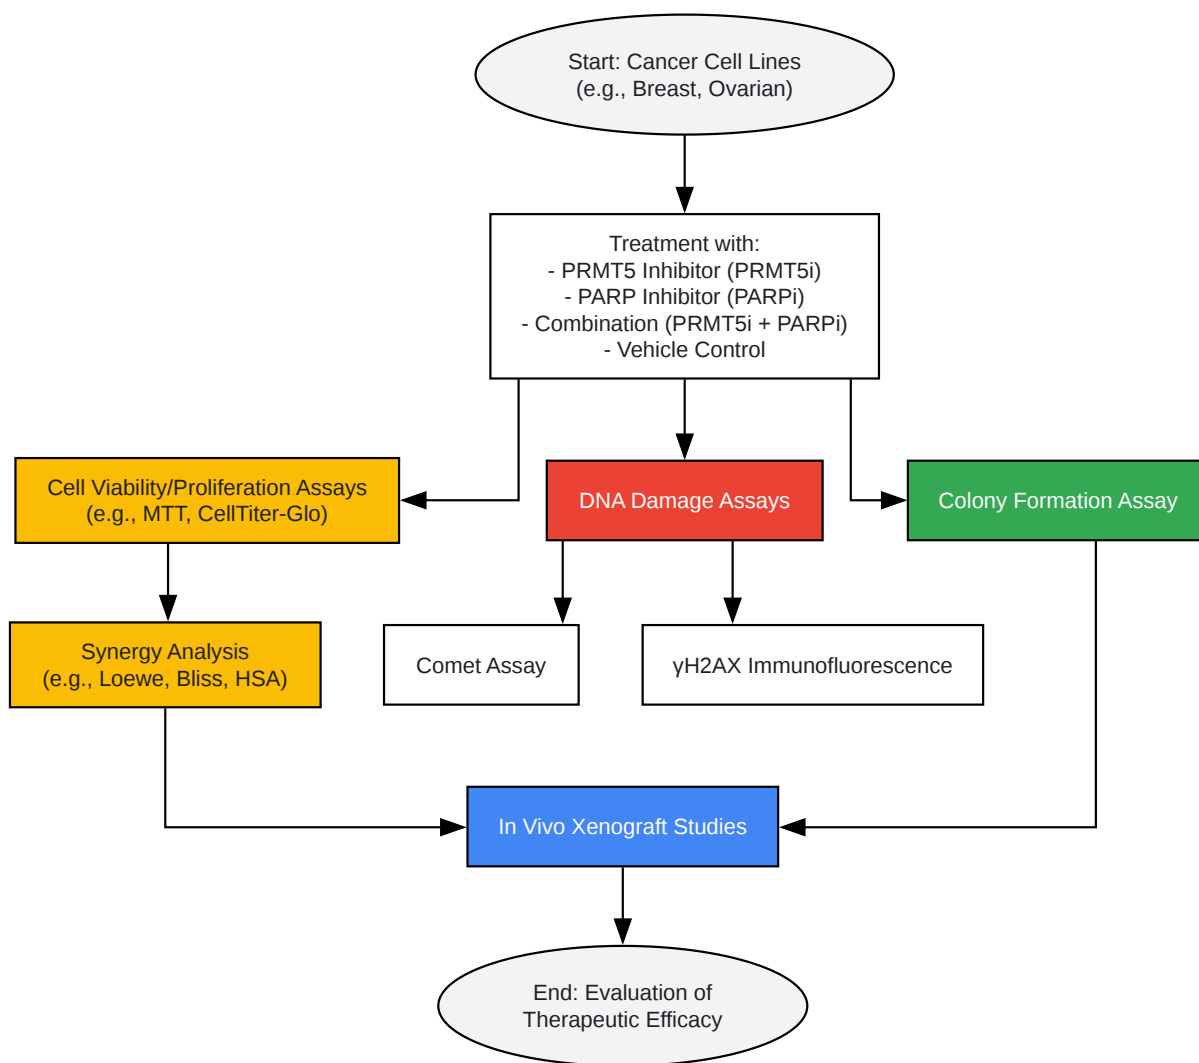 Start: Cancer Cell Lines
(e.g., Breast, Ovarian)
Treatment with:
- PRMT5 Inhibitor (PRMT5i)
- PARP Inhibitor (PARPi)
- Combination (PRMT5i + PARPi)
- Vehicle Control
Cell Viability/Proliferation Assays
(e.g., MTT, CellTiter-Glo)
DNA Damage Assays
Colony Formation Assay
Synergy Analysis
(e.g., Loewe, Bliss, HSA)
Comet Assay
γH2AX Immunofluorescence
In Vivo Xenograft Studies
End: Evaluation of
Therapeutic Efficacy